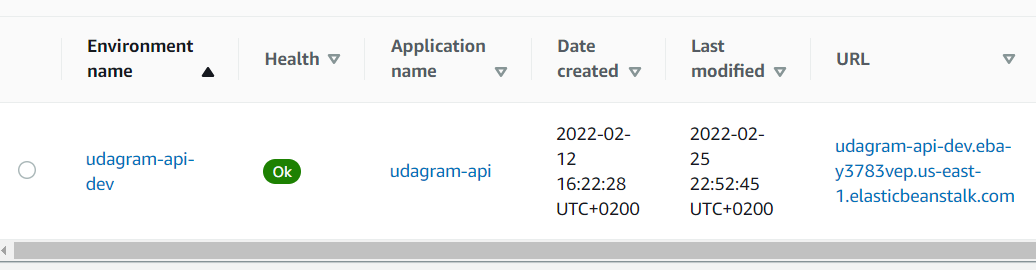 Environment name
Health
Application name
Date created
Last modified
URL
udagram-api-
dev
Ok
udagram-api
2022-02-
12
16:22:28
UTC+0200
2022-02-
25
22:52:45
UTC+0200
udagram-api-dev.eba-
y3783vep.us-east-
1.elasticbeanstalk.com